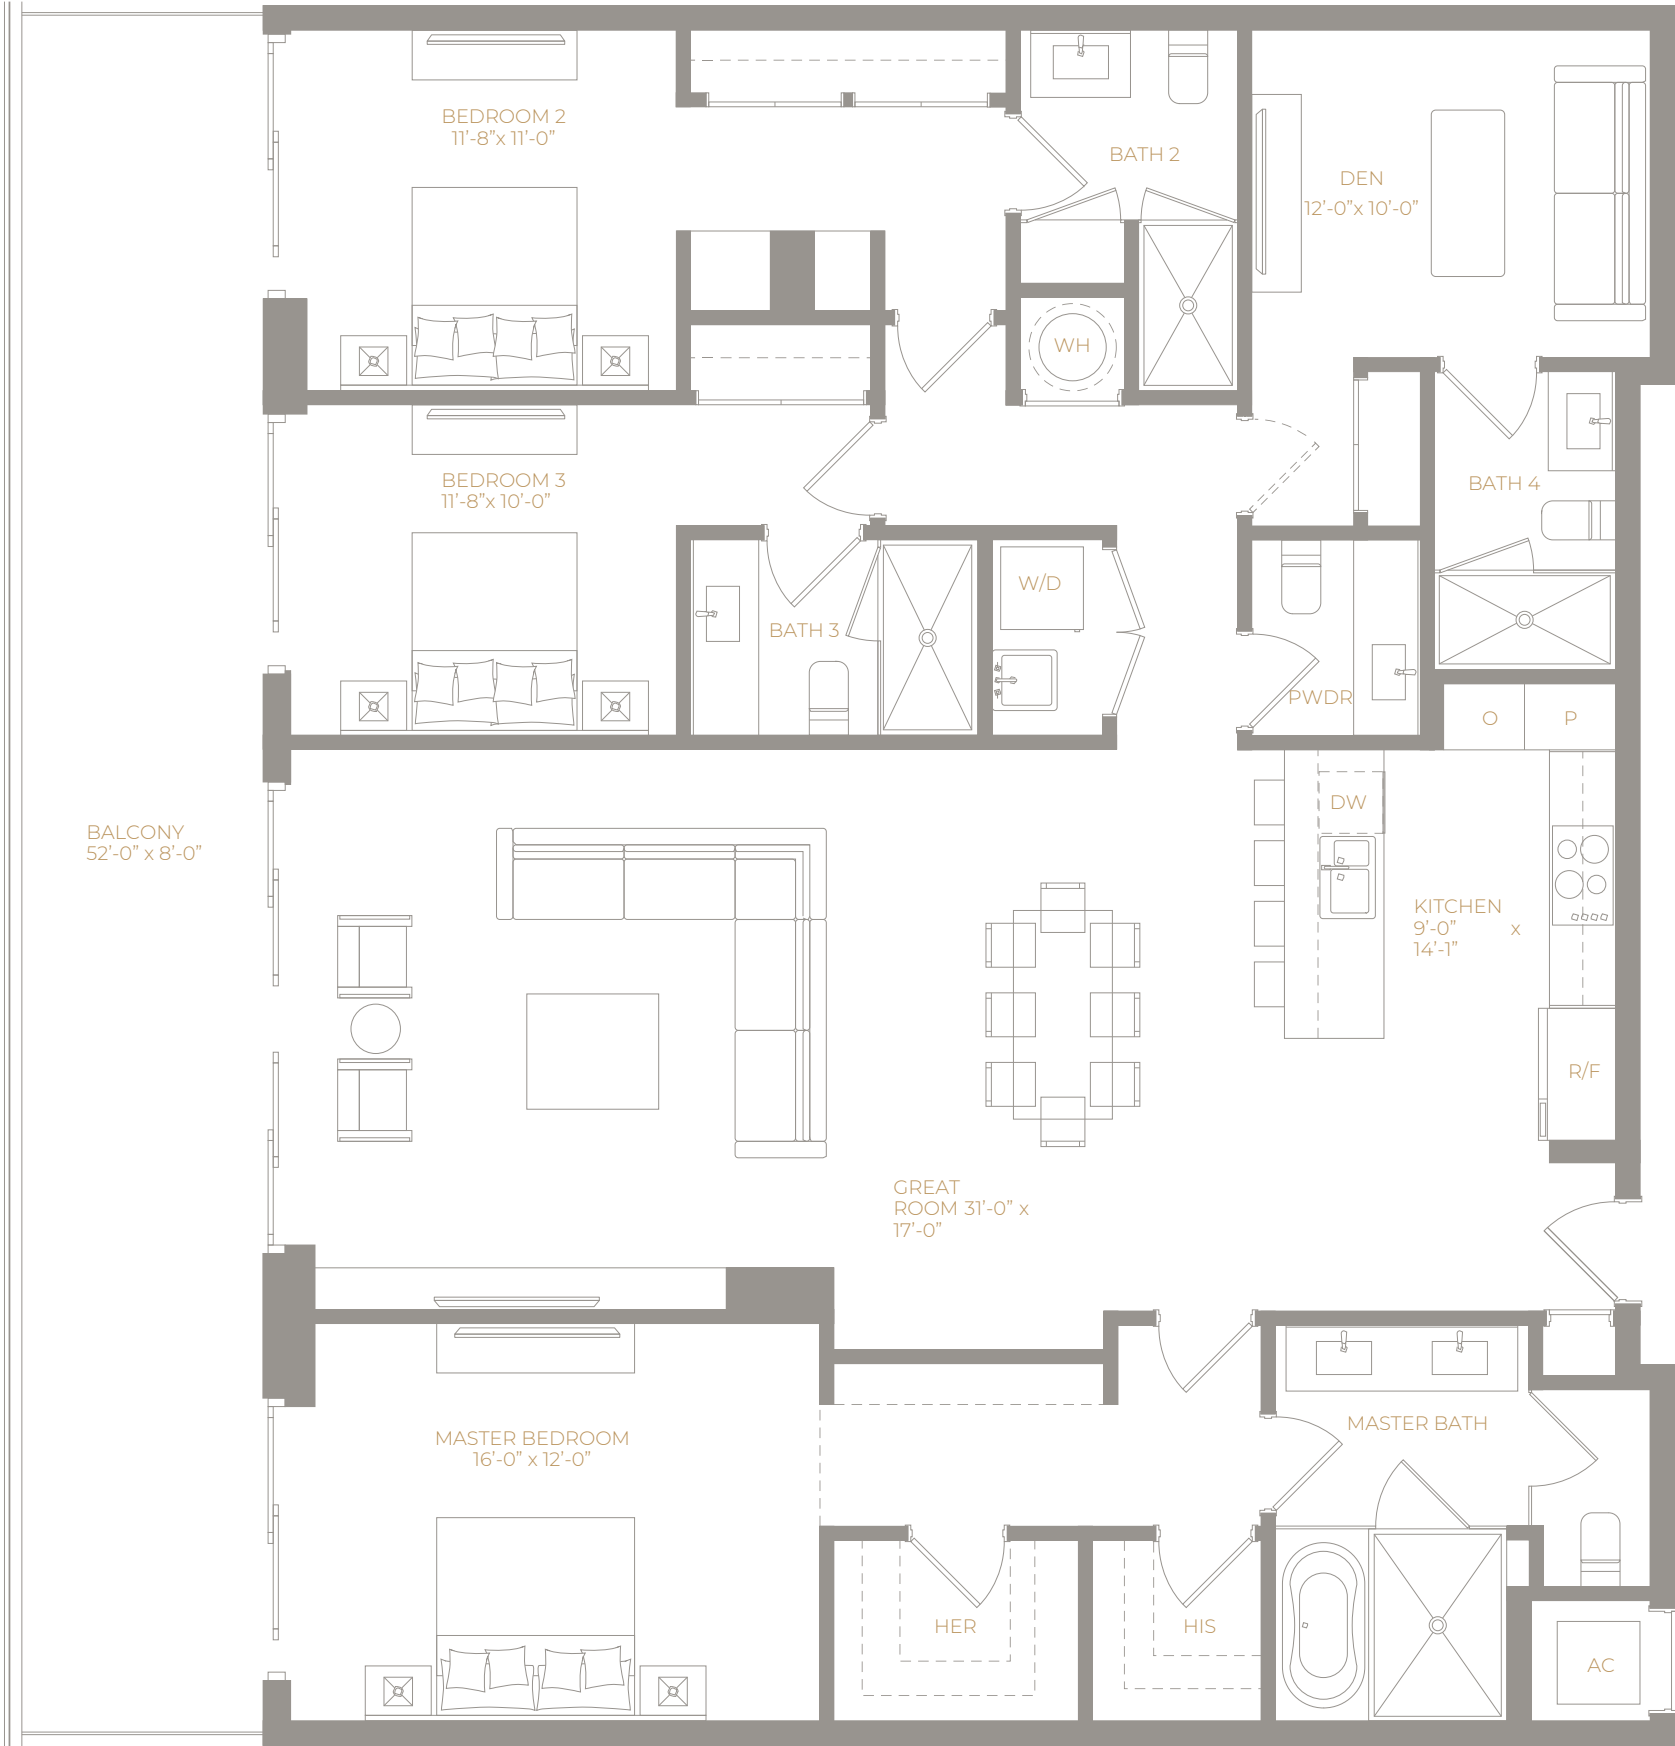 BEDROOM 2
11’-8”x 11’-0”
BATH 2
DEN
12’-0”x 10’-0”
WH
BEDROOM 3
11’-8”x 10’-0”
BATH 4
W/D
BATH 3
PWDR
O
P
BALCONY
52’-0” x 8’-0”
DW
KITCHEN
9’-0” x
14’-1”
R/F
GREAT
ROOM 31’-0” x
17’-0”
MASTER BEDROOM
16’-0” x 12’-0”
MASTER BATH
HER
HIS
AC